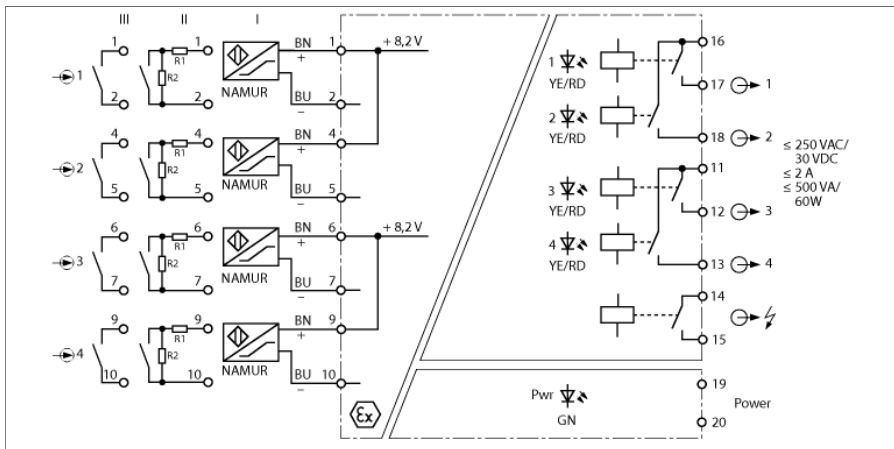 III II I
1 1 BN 1 + 8,2 V
+
R1
1 R2
2 2 NAMUR BU 2
–
4 4 BN 4
+
R1
2 R2
5 5 NAMUR BU 5
–
6 6 BN 6 + 8,2 V
+
R1
3 R2
7 7 NAMUR BU 7
–
9 9 BN 9
+
R1
4 R2
10 10 NAMUR BU 10
–
Ex
16
1
YE/RD
17 1
2
YE/RD
18 2
11
3
YE/RD
12 3
4
YE/RD
13 4
14
15
≤ 250 VAC/
30 VDC
≤ 2 A
≤ 500 VA/
60W
19
Pwr
GN
Power
20